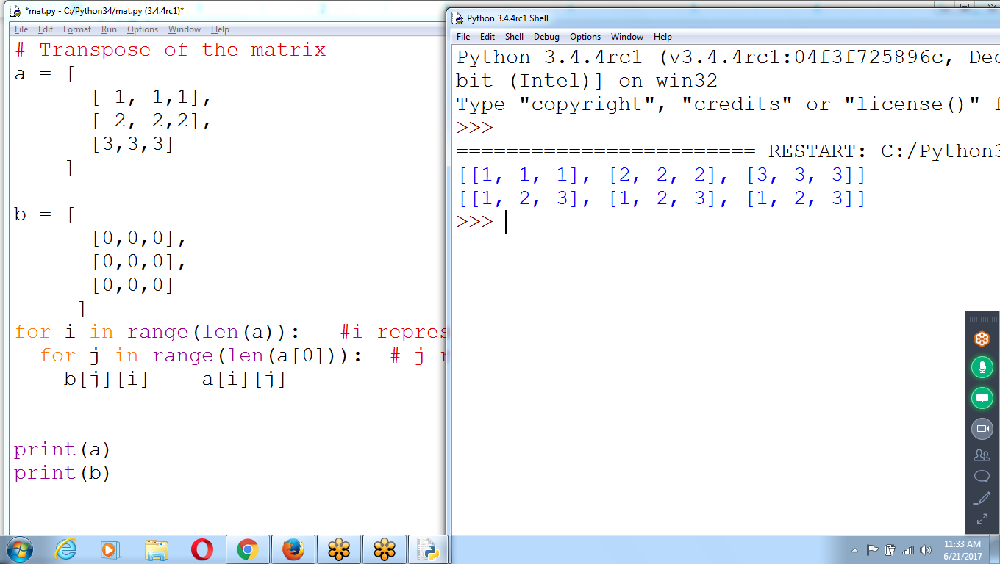 *mat.py - C:/Python34/mat.py (3.4.4rc1)*
File Edit Format Run Options Window Help
# Transpose of the matrix
a = [
[ 1, 1,1],
[ 2, 2,2],
[3,3,3]
]
b = [
[0,0,0],
[0,0,0],
[0,0,0]
]
for i in range(len(a)): #i repres
for j in range(len(a[0])): # j
b[j][i] = a[i][j]
print(a)
print(b)
Python 3.4.4rc1 Shell
File Edit Shell Debug Options Window Help
Python 3.4.4rc1 (v3.4.4rc1:04f3f725896c, Dec
bit (Intel)] on win32
Type "copyright", "credits" or "license()" f
>>>
======================== RESTART: C:/Python3
[[1, 1, 1], [2, 2, 2], [3, 3, 3]]
[[1, 2, 3], [1, 2, 3], [1, 2, 3]]
>>>
11:33 AM
6/21/2017